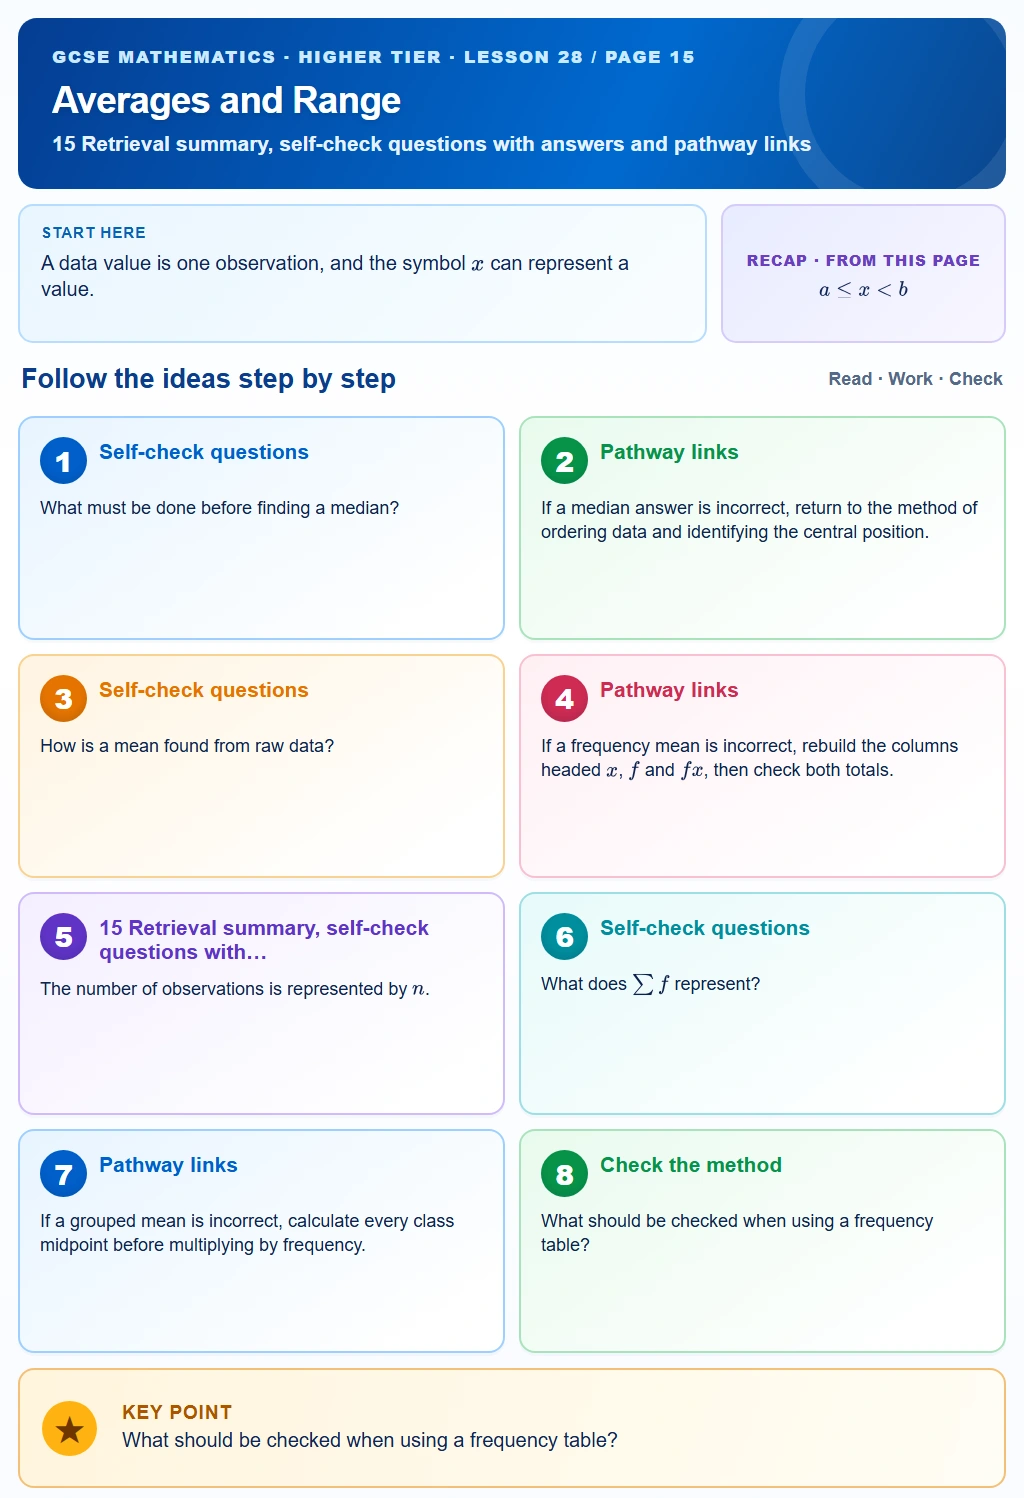 GCSE MATHEMATICS · HIGHER TIER · LESSON 28 / PAGE 15
Averages and Range
15 Retrieval summary, self-check questions with answers and pathway links
START HERE
A data value is one observation, and the symbol x can represent a
value.
RECAP · FROM THIS PAGE
a ≤ x < b
Follow the ideas step by step
Read · Work · Check
1 Self-check questions
What must be done before finding a median?
2 Pathway links
If a median answer is incorrect, return to the method of
ordering data and identifying the central position.
3 Self-check questions
How is a mean found from raw data?
4 Pathway links
If a frequency mean is incorrect, rebuild the columns
headed x, f and fx, then check both totals.
5 15 Retrieval summary, self-check
questions with…
The number of observations is represented by n.
6 Self-check questions
What does ∑ f represent?
7 Pathway links
If a grouped mean is incorrect, calculate every class
midpoint before multiplying by frequency.
8 Check the method
What should be checked when using a frequency
table?
KEY POINT
What should be checked when using a frequency table?